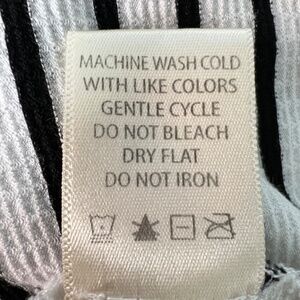 MACHINE WASH COLD
WITH LIKE COLORS
GENTLE CYCLE
DO NOT BLEACH
DRY FLAT
DO NOT IRON